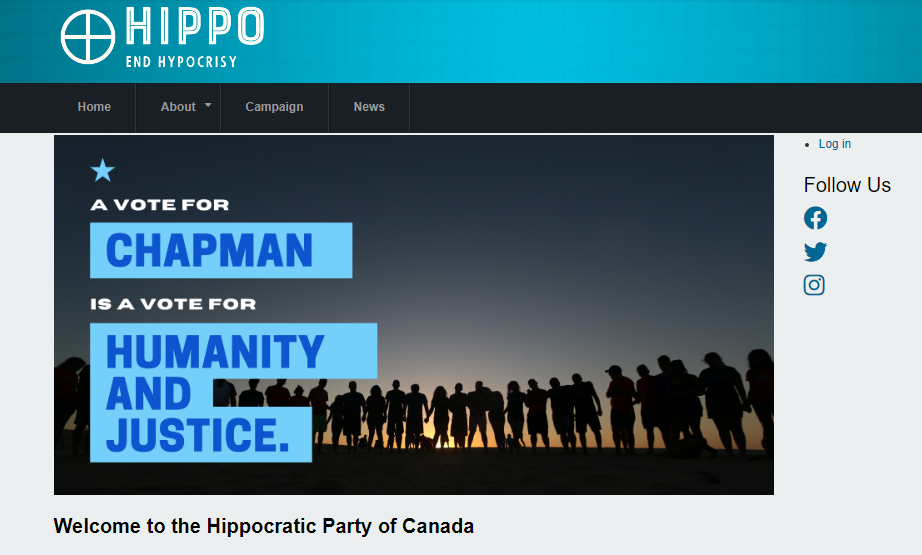 HIPPO
END HYPOCRISY
Home
About
Campaign
News
A VOTE FOR
CHAPMAN
IS A VOTE FOR
HUMANITY
AND
JUSTICE.
Log in
Follow Us
Welcome to the Hippocratic Party of Canada